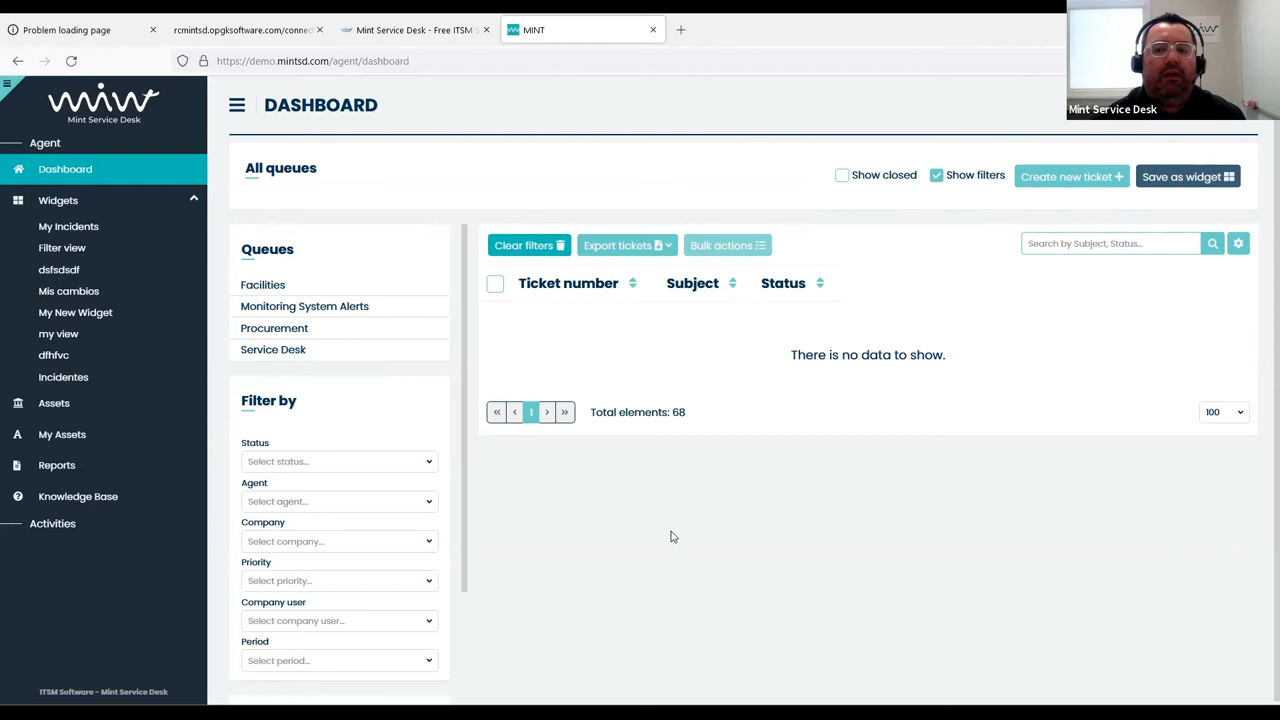 Problem loading page
rcmintsd.opgksoftware.com/connect
Mint Service Desk - Free ITSM S
MINT
https://demo.mintsd.com/agent/dashboard
Mint Service Desk
Mint Service Desk
Agent
Dashboard
Widgets
My Incidents
Filter view
dsfsdsdf
Mis cambios
My New Widget
my view
dfhfvc
Incidentes
Assets
My Assets
Reports
Knowledge Base
Activities
ITSM Software - Mint Service Desk
DASHBOARD
All queues
Show closed
Show filters
Create new ticket +
Save as widget
Queues
Facilities
Monitoring System Alerts
Procurement
Service Desk
Filter by
Status
Select status...
Agent
Select agent...
Company
Select company...
Priority
Select priority...
Company user
Select company user...
Period
Select period...
Clear filters
Export tickets
Bulk actions
Search by Subject, Status...
Ticket number
Subject
Status
There is no data to show.
« ‹ 1 › »
Total elements: 68
100